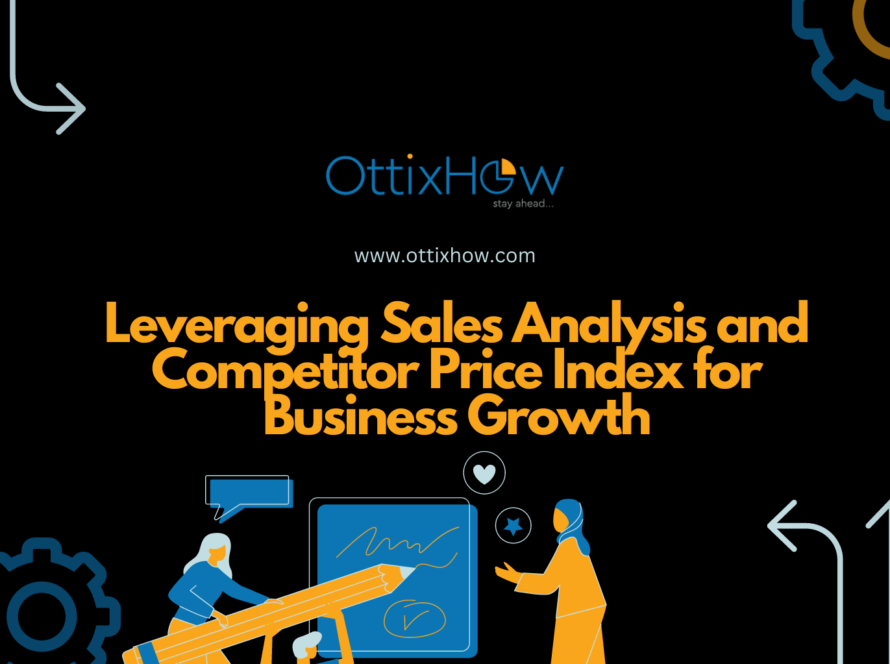 OttixHow
stay ahead...
www.ottixhow.com
Leveraging Sales Analysis and
Competitor Price Index for
Business Growth